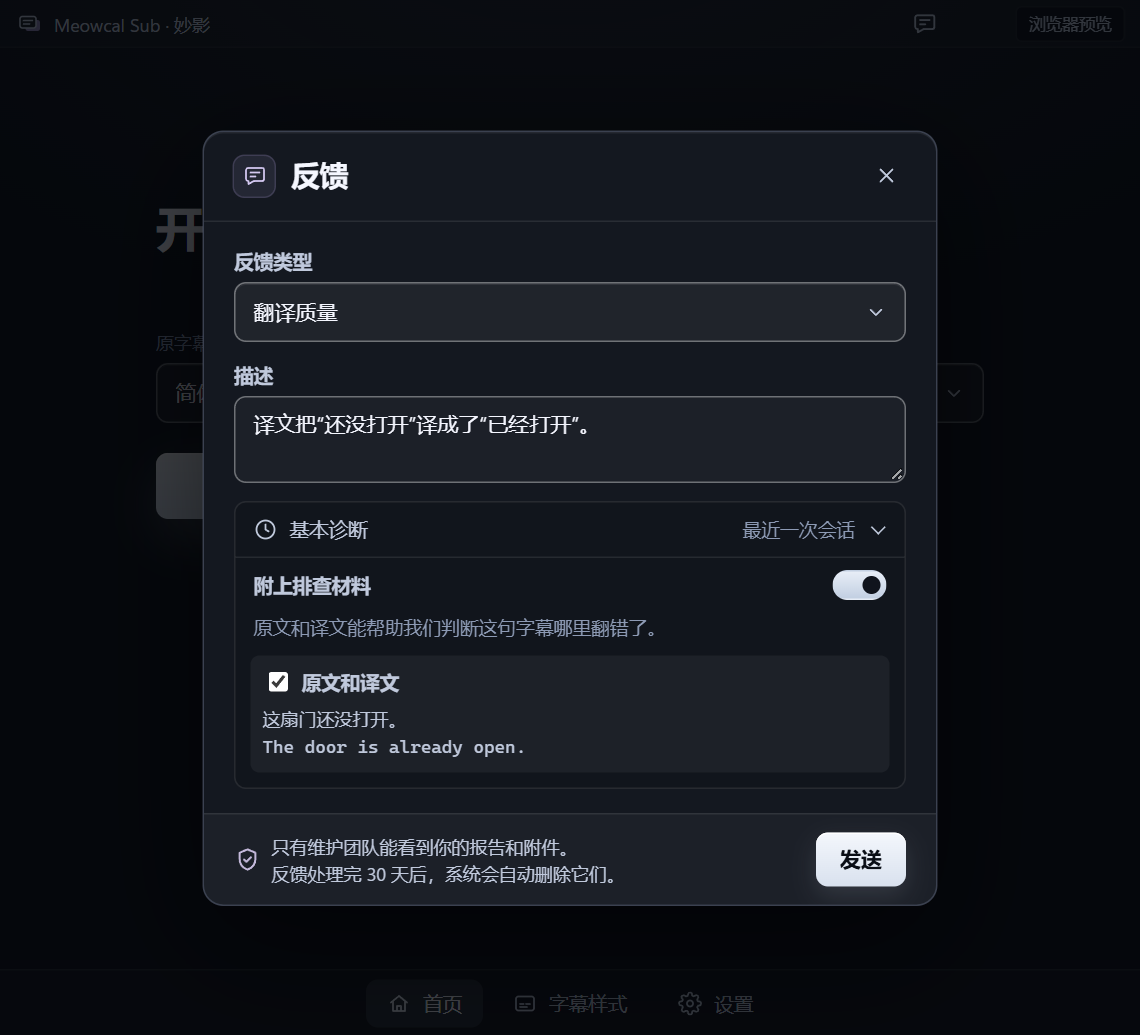 Meowcal Sub · 妙影
浏览器预览
反馈
开
反馈类型
翻译质量
原字幕
简体
描述
译文把“还没打开”译成了“已经打开”。
基本诊断
最近一次会话
附上排查材料
原文和译文能帮助我们判断这句字幕哪里翻错了。
原文和译文
这扇门还没打开。
The door is already open.
只有维护团队能看到你的报告和附件。
反馈处理完 30 天后，系统会自动删除它们。
发送
首页
字幕样式
设置